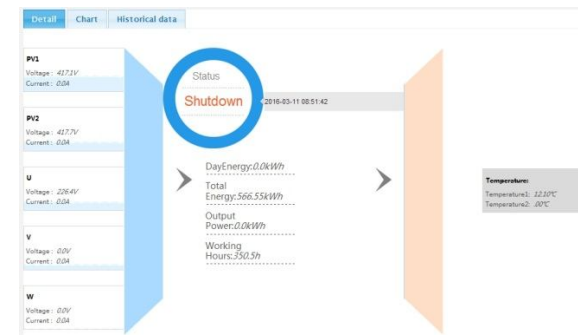 Detail Chart Historical data
PV1
Voltage: 417.1V
Current: 0.0A
PV2
Voltage: 417.7V
Current: 0.0A
U
Voltage: 226.4V
Current: 0.0A
V
Voltage: 0.0V
Current: 0.0A
W
Voltage: 0.0V
Current: 0.0A
Status
Shutdown
2016-03-11 08:51:42
DayEnergy:0.0kWh
Total
Energy:566.55kWh
Output
Power:0.0kWh
Working
Hours:350.5h
Temperature:
Temperature1: 12.10℃
Temperature2: .00℃